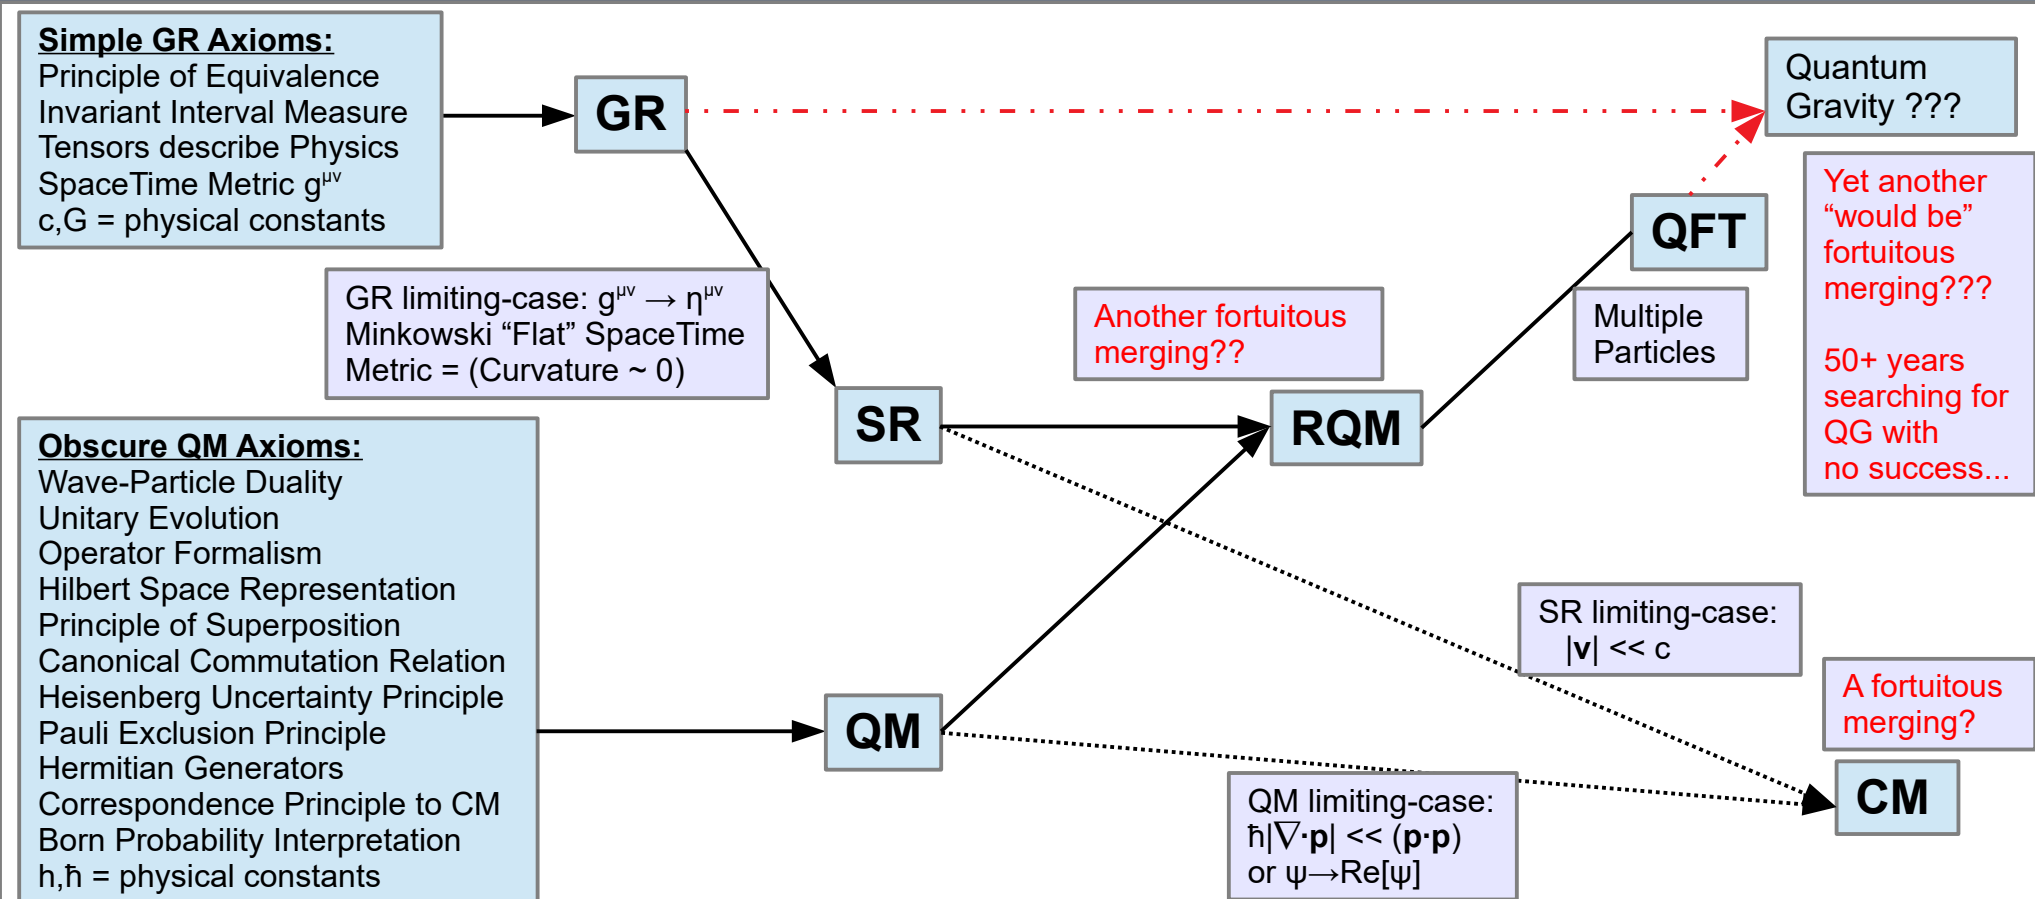 Simple GR Axioms:
Principle of Equivalence
Invariant Interval Measure
Tensors describe Physics
SpaceTime Metric gᵘᵛ
c,G = physical constants
GR
Quantum
Gravity ???
Yet another
“would be”
fortuitous
merging???
50+ years
searching for
QG with
no success...
QFT
Multiple
Particles
GR limiting-case: gᵘᵛ → ηᵘᵛ
Minkowski “Flat” SpaceTime
Metric = (Curvature ~ 0)
Another fortuitous
merging??
SR
RQM
Obscure QM Axioms:
Wave-Particle Duality
Unitary Evolution
Operator Formalism
Hilbert Space Representation
Principle of Superposition
Canonical Commutation Relation
Heisenberg Uncertainty Principle
Pauli Exclusion Principle
Hermitian Generators
Correspondence Principle to CM
Born Probability Interpretation
h,ħ = physical constants
QM
SR limiting-case:
|v| << c
A fortuitous
merging?
CM
QM limiting-case:
ħ|∇·p| << (p·p)
or ψ→Re[ψ]